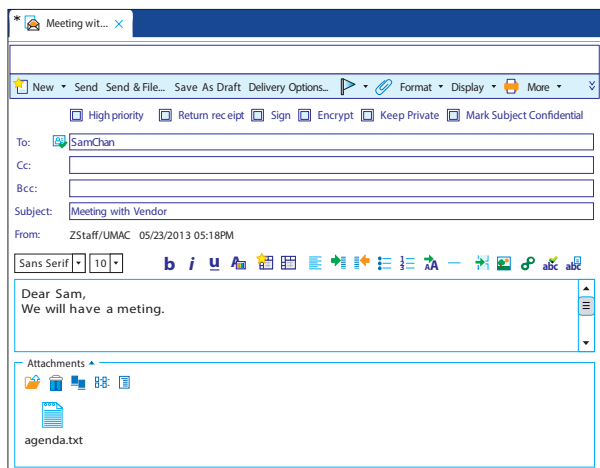 * Meeting wit... ×
New Send Send & File... Save As Draft Delivery Options... Format Display More
High priority Return receipt Sign Encrypt Keep Private Mark Subject Confidential
To: SamChan
Cc:
Bcc:
Subject: Meeting with Vendor
From: ZStaff/UMAC 05/23/2013 05:18PM
Sans Serif 10 b i u
Dear Sam,
We will have a meting.
Attachments
agenda.txt